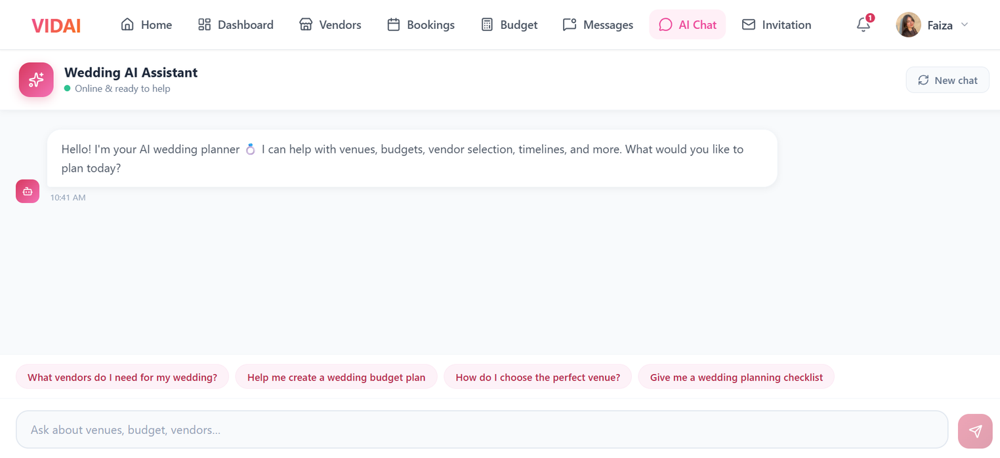 VIDAI
Home
Dashboard
Vendors
Bookings
Budget
Messages
AI Chat
Invitation
1
Faiza
Wedding AI Assistant
Online & ready to help
New chat
Hello! I'm your AI wedding planner 💍 I can help with venues, budgets, vendor selection, timelines, and more. What would you like to
plan today?
10:41 AM
What vendors do I need for my wedding?
Help me create a wedding budget plan
How do I choose the perfect venue?
Give me a wedding planning checklist
Ask about venues, budget, vendors...